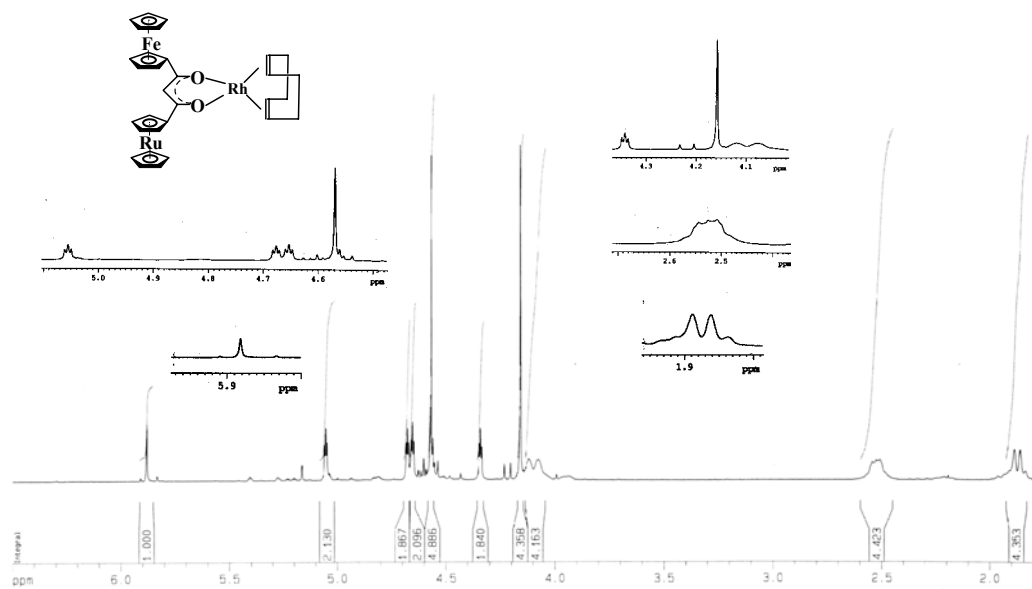 Fe
O
Rh
O
Ru
4.3 4.2 4.1 ppm
5.0 4.9 4.8 4.7 4.6 ppm
2.6 2.5 ppm
5.9 ppm
1.9 ppm
Integral
1.000
2.130
1.867
2.096
4.886
1.840
4.358
4.163
4.423
4.353
ppm 6.0 5.5 5.0 4.5 4.0 3.5 3.0 2.5 2.0